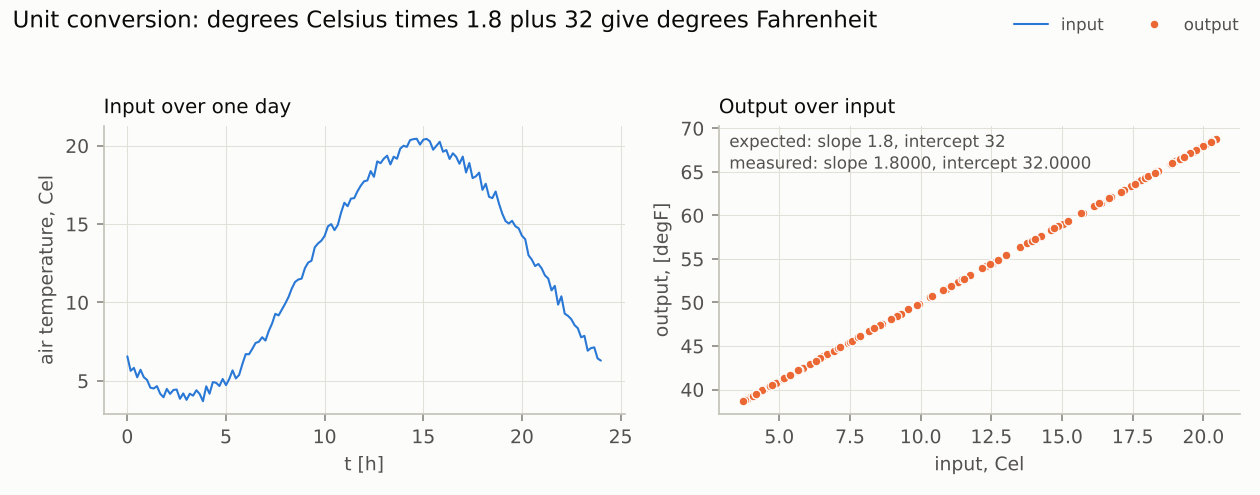 Unit conversion: degrees Celsius times 1.8 plus 32 give degrees Fahrenheit
input
output
Input over one day
air temperature, Cel
20
15
10
5
0
5
10
15
20
25
t [h]
Output over input
expected: slope 1.8, intercept 32
measured: slope 1.8000, intercept 32.0000
output, [degF]
70
65
60
55
50
45
40
5.0
7.5
10.0
12.5
15.0
17.5
20.0
input, Cel